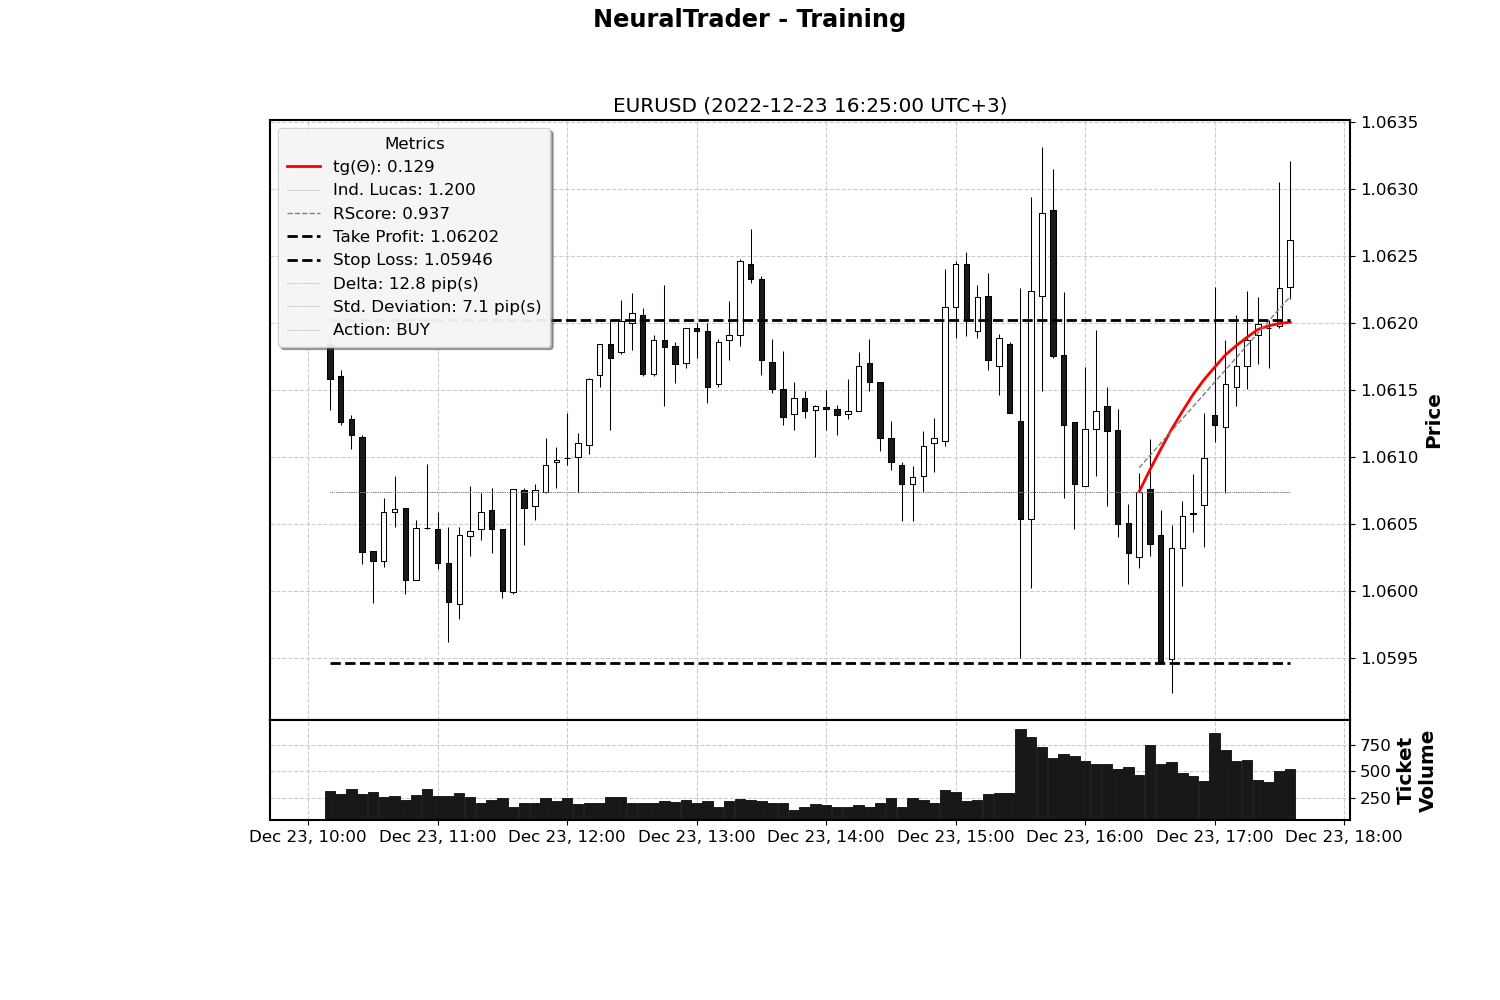 NeuralTrader - Training
EURUSD (2022-12-23 16:25:00 UTC+3)
Metrics
tg(Θ): 0.129
Ind. Lucas: 1.200
RScore: 0.937
Take Profit: 1.06202
Stop Loss: 1.05946
Delta: 12.8 pip(s)
Std. Deviation: 7.1 pip(s)
Action: BUY
1.0635
1.0630
1.0625
1.0620
1.0615
1.0610
1.0605
1.0600
1.0595
Price
750
500
250
Ticket
Volume
Dec 23, 10:00 Dec 23, 11:00 Dec 23, 12:00 Dec 23, 13:00 Dec 23, 14:00 Dec 23, 15:00 Dec 23, 16:00 Dec 23, 17:00 Dec 23, 18:00